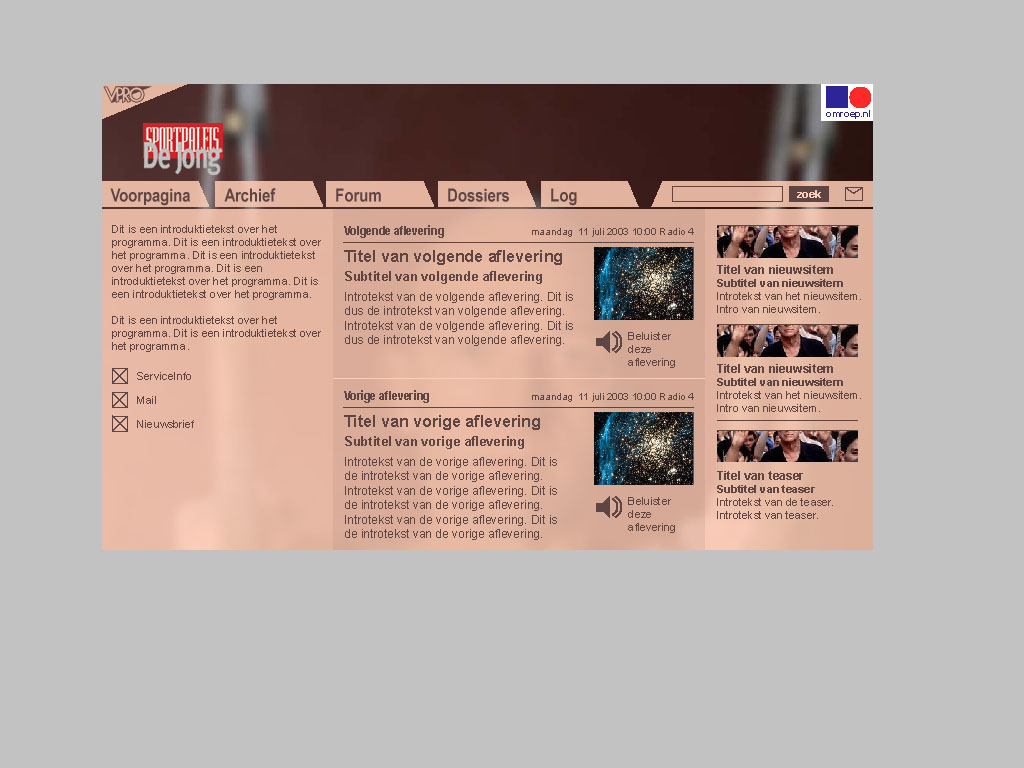 VPRO
omroep.nl
SPORTPALEIS
De Jong
Voorpagina
Archief
Forum
Dossiers
Log
zoek
Dit is een introduktietekst over het
programma. Dit is een introduktietekst over
het programma. Dit is een introduktietekst
over het programma. Dit is een
introduktietekst over het programma. Dit is
een introduktietekst over het programma.
Dit is een introduktietekst over het
programma. Dit is een introduktietekst over
het programma.
ServiceInfo
Mail
Nieuwsbrief
Volgende aflevering
maandag 11 juli 2003 10:00 Radio 4
Titel van volgende aflevering
Subtitel van volgende aflevering
Introtekst van de volgende aflevering. Dit is
dus de introtekst van volgende aflevering.
Introtekst van de volgende aflevering. Dit is
dus de introtekst van volgende aflevering.
Beluister
deze
aflevering
Vorige aflevering
maandag 11 juli 2003 10:00 Radio 4
Titel van vorige aflevering
Subtitel van vorige aflevering
Introtekst van de vorige aflevering. Dit is
de introtekst van de vorige aflevering.
Introtekst van de vorige aflevering. Dit is
de introtekst van de vorige aflevering.
Introtekst van de vorige aflevering. Dit is
de introtekst van de vorige aflevering.
Beluister
deze
aflevering
Titel van nieuwsitem
Subtitel van nieuwsitem
Introtekst van het nieuwsitem.
Intro van nieuwsitem.
Titel van nieuwsitem
Subtitel van nieuwsitem
Introtekst van het nieuwsitem.
Intro van nieuwsitem.
Titel van teaser
Subtitel van teaser
Introtekst van de teaser.
Introtekst van teaser.